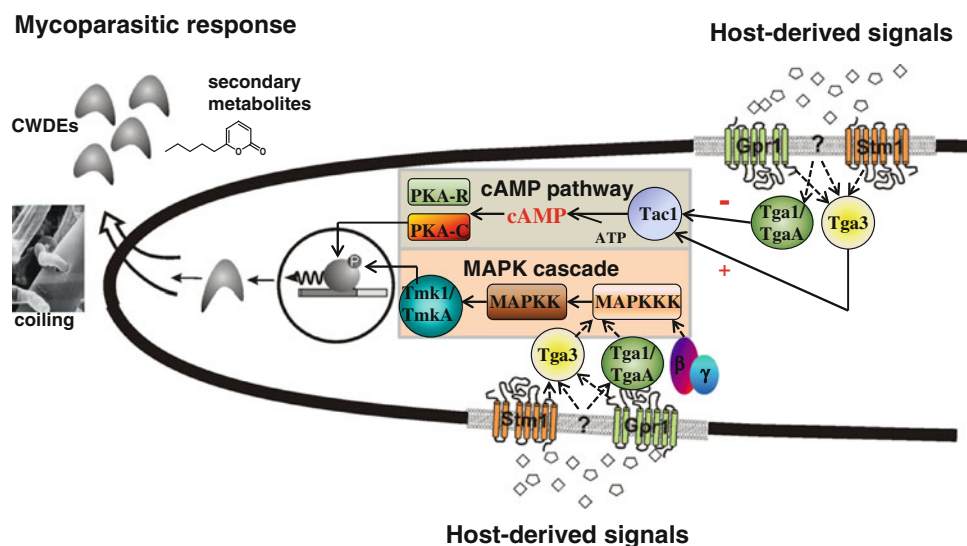 Mycoparasitic response
Host-derived signals
CWDEs
secondary
metabolites
O
O
Gpr1
?
Stm1
PKA-R
cAMP pathway
PKA-C
cAMP
ATP
Tac1
-
Tga1/
TgaA
Tga3
+
P
MAPK cascade
Tmk1/
TmkA
MAPKK
MAPKKK
coiling
Tga3
Tga1/
TgaA
β
γ
Stm1
?
Gpr1
Host-derived signals